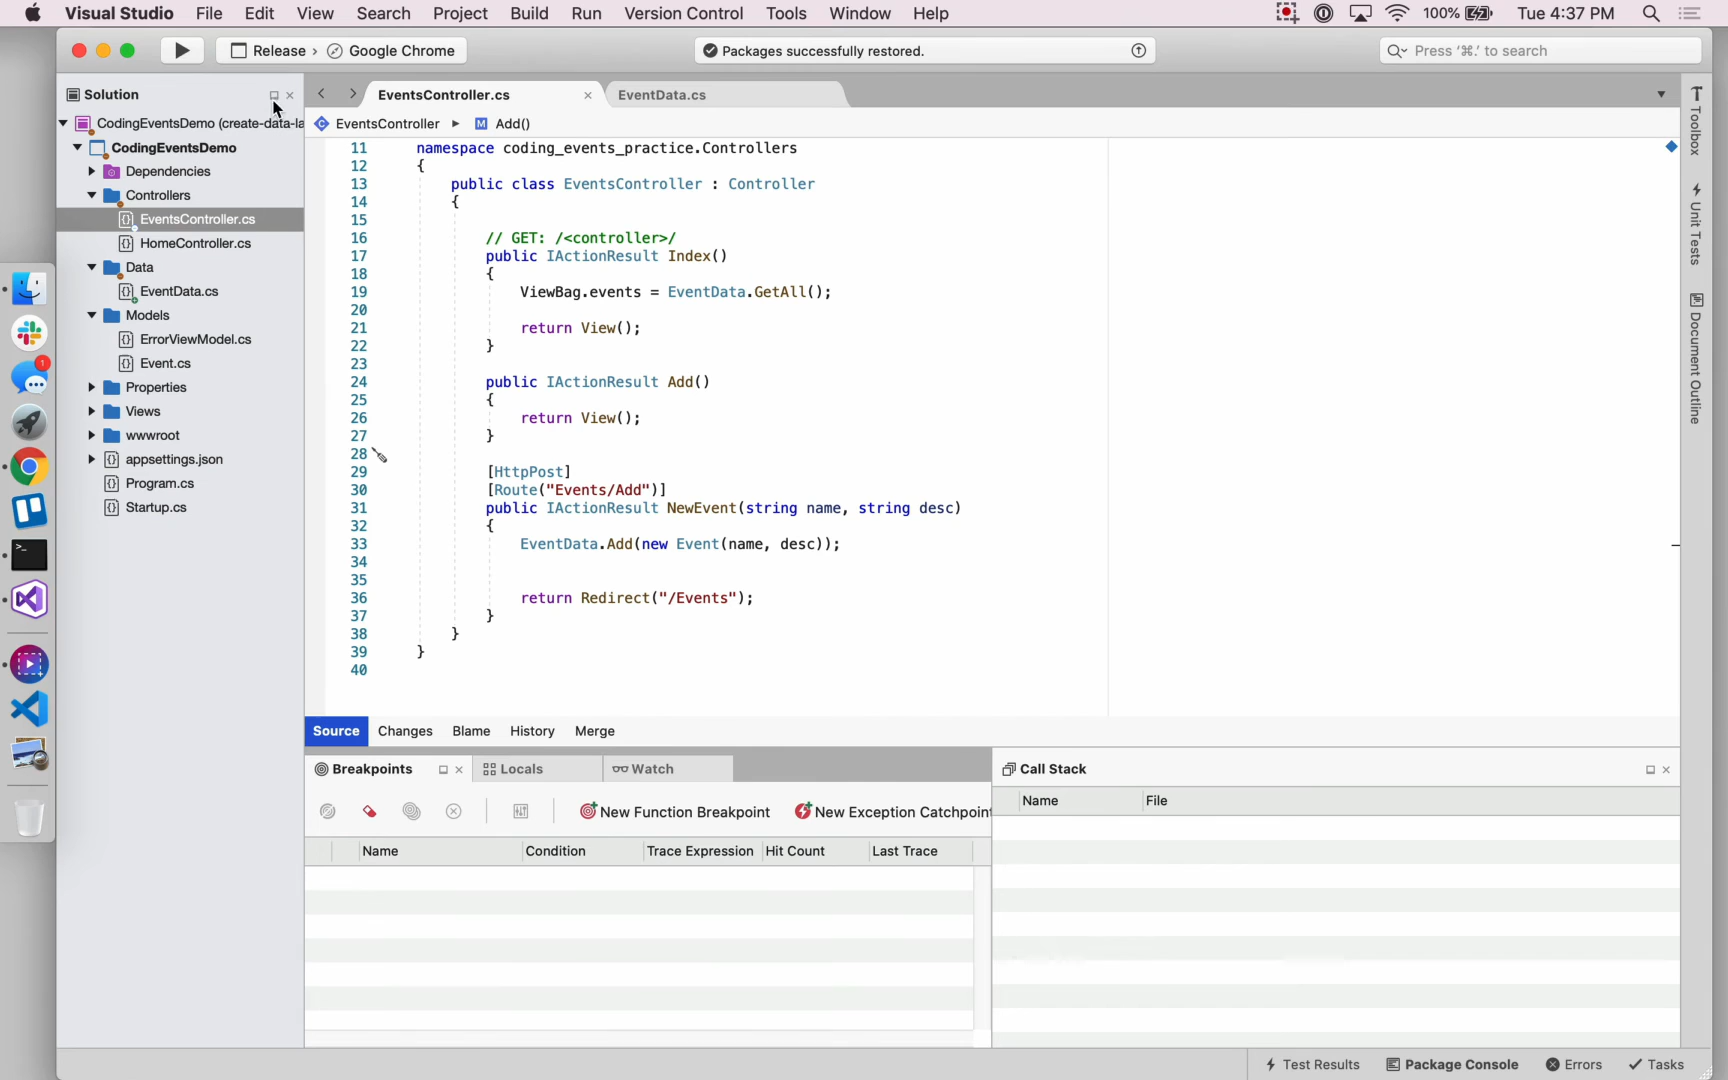 Visual Studio File Edit View Search Project Build Run Version Control Tools Window Help 100% Tue 4:37 PM
Release › Google Chrome Packages successfully restored. Press '⌘.' to search
Solution EventsController.cs EventData.cs
CodingEventsDemo (create-data-la EventsController Add()
CodingEventsDemo
Dependencies
Controllers
EventsController.cs
HomeController.cs
Data
EventData.cs
Models
ErrorViewModel.cs
Event.cs
Properties
Views
wwwroot
appsettings.json
Program.cs
Startup.cs
1
11 namespace coding_events_practice.Controllers
12 {
13 public class EventsController : Controller
14 {
15
16 // GET: /<controller>/
17 public IActionResult Index()
18 {
19 ViewBag.events = EventData.GetAll();
20
21 return View();
22 }
23
24 public IActionResult Add()
25 {
26 return View();
27 }
28
29 [HttpPost]
30 [Route("Events/Add")]
31 public IActionResult NewEvent(string name, string desc)
32 {
33 EventData.Add(new Event(name, desc));
34
35
36 return Redirect("/Events");
37 }
38 }
39 }
40
Toolbox
Unit Tests
Document Outline
Source Changes Blame History Merge
Breakpoints Locals Watch Call Stack
New Function Breakpoint New Exception Catchpoint
Name File
Name Condition Trace Expression Hit Count Last Trace
Test Results Package Console Errors Tasks